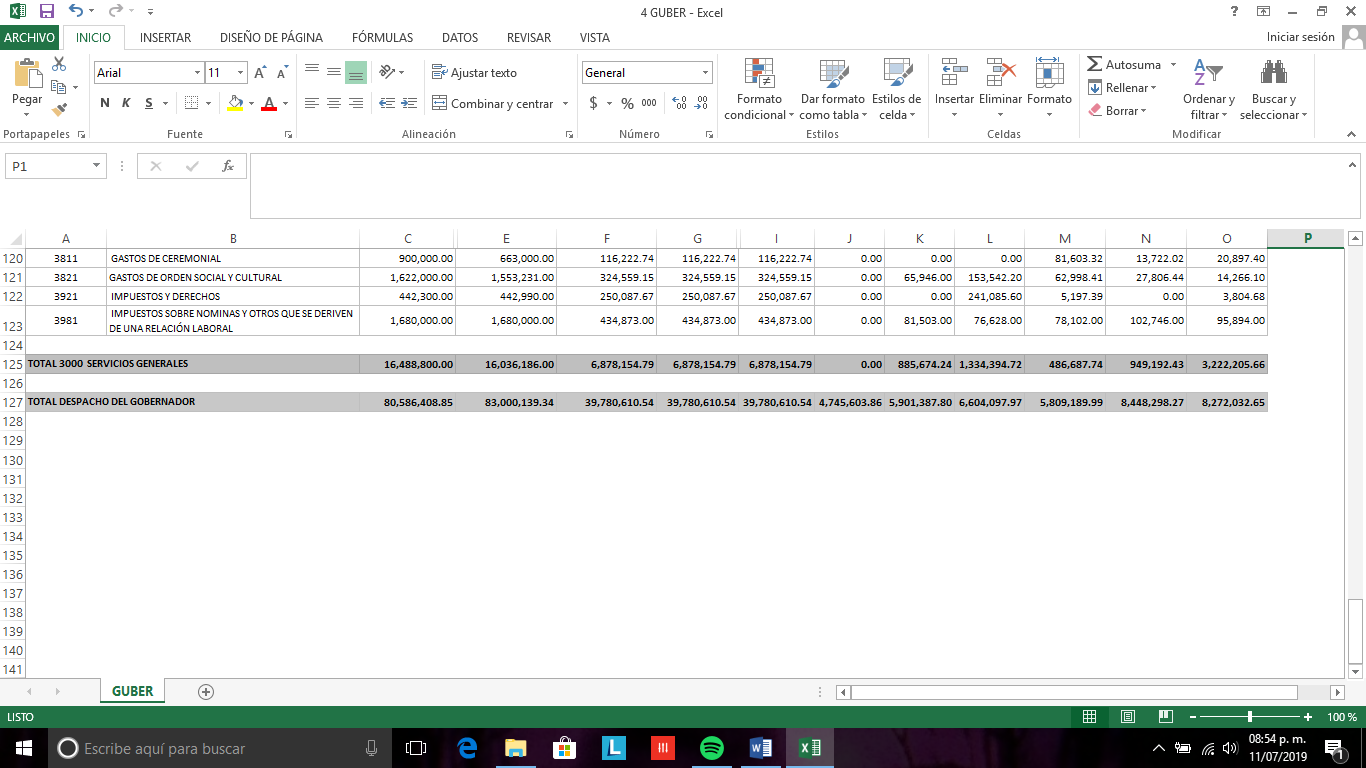 4 GUBER - Excel
?
ARCHIVO INICIO INSERTAR DISEÑO DE PÁGINA FÓRMULAS DATOS REVISAR VISTA Iniciar sesión
Arial 11 A A Ajustar texto General Autosuma
Pegar N K S A Combinar y centrar $ % 000 Formato condicional Dar formato como tabla Estilos de celda Insertar Eliminar Formato Rellenar Borrar Ordenar y filtrar Buscar y seleccionar
Portapapeles Fuente Alineación Número Estilos Celdas Modificar
P1 fx
A B C E F G I J K L M N O P
120 3811 GASTOS DE CEREMONIAL 900,000.00 663,000.00 116,222.74 116,222.74 116,222.74 0.00 0.00 0.00 81,603.32 13,722.02 20,897.40
121 3821 GASTOS DE ORDEN SOCIAL Y CULTURAL 1,622,000.00 1,553,231.00 324,559.15 324,559.15 324,559.15 0.00 65,946.00 153,542.20 62,998.41 27,806.44 14,266.10
122 3921 IMPUESTOS Y DERECHOS 442,300.00 442,990.00 250,087.67 250,087.67 250,087.67 0.00 0.00 241,085.60 5,197.39 0.00 3,804.68
123 3981 IMPUESTOS SOBRE NOMINAS Y OTROS QUE SE DERIVEN
DE UNA RELACIÓN LABORAL 1,680,000.00 1,680,000.00 434,873.00 434,873.00 434,873.00 0.00 81,503.00 76,628.00 78,102.00 102,746.00 95,894.00
124
125 TOTAL 3000 SERVICIOS GENERALES 16,488,800.00 16,036,186.00 6,878,154.79 6,878,154.79 6,878,154.79 0.00 885,674.24 1,334,394.72 486,687.74 949,192.43 3,222,205.66
126
127 TOTAL DESPACHO DEL GOBERNADOR 80,586,408.85 83,000,139.34 39,780,610.54 39,780,610.54 39,780,610.54 4,745,603.86 5,901,387.80 6,604,097.97 5,809,189.99 8,448,298.27 8,272,032.65
128
129
130
131
132
133
134
135
136
137
138
139
140
141
GUBER
LISTO 100 %
Escribe aquí para buscar 08:54 p. m.
11/07/2019 1